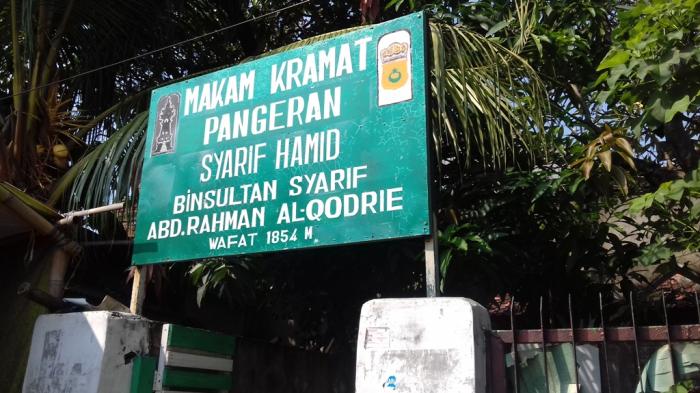 MAKAM KRAMAT
PANGERAN
SYARIF HAMID
BiNSULTAN SYARIF
ABD.RAHMAN AL-QODRIE
WAFAT 1854 M